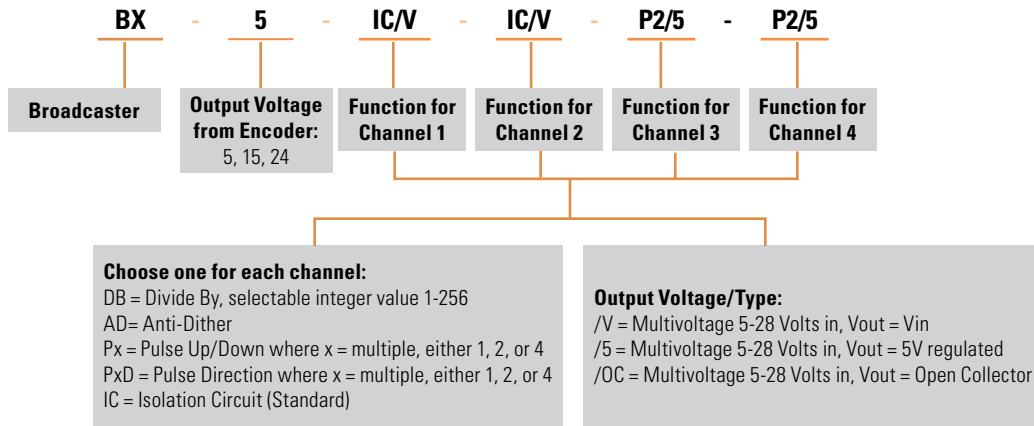 BX - 5 - IC/V - IC/V - P2/5 - P2/5
Broadcaster
Output Voltage
from Encoder:
5, 15, 24
Function for
Channel 1
Function for
Channel 2
Function for
Channel 3
Function for
Channel 4
Choose one for each channel:
DB = Divide By, selectable integer value 1-256
AD= Anti-Dither
Px = Pulse Up/Down where x = multiple, either 1, 2, or 4
PxD = Pulse Direction where x = multiple, either 1, 2, or 4
IC = Isolation Circuit (Standard)
Output Voltage/Type:
/V = Multivoltage 5-28 Volts in, Vout = Vin
/5 = Multivoltage 5-28 Volts in, Vout = 5V regulated
/OC = Multivoltage 5-28 Volts in, Vout = Open Collector